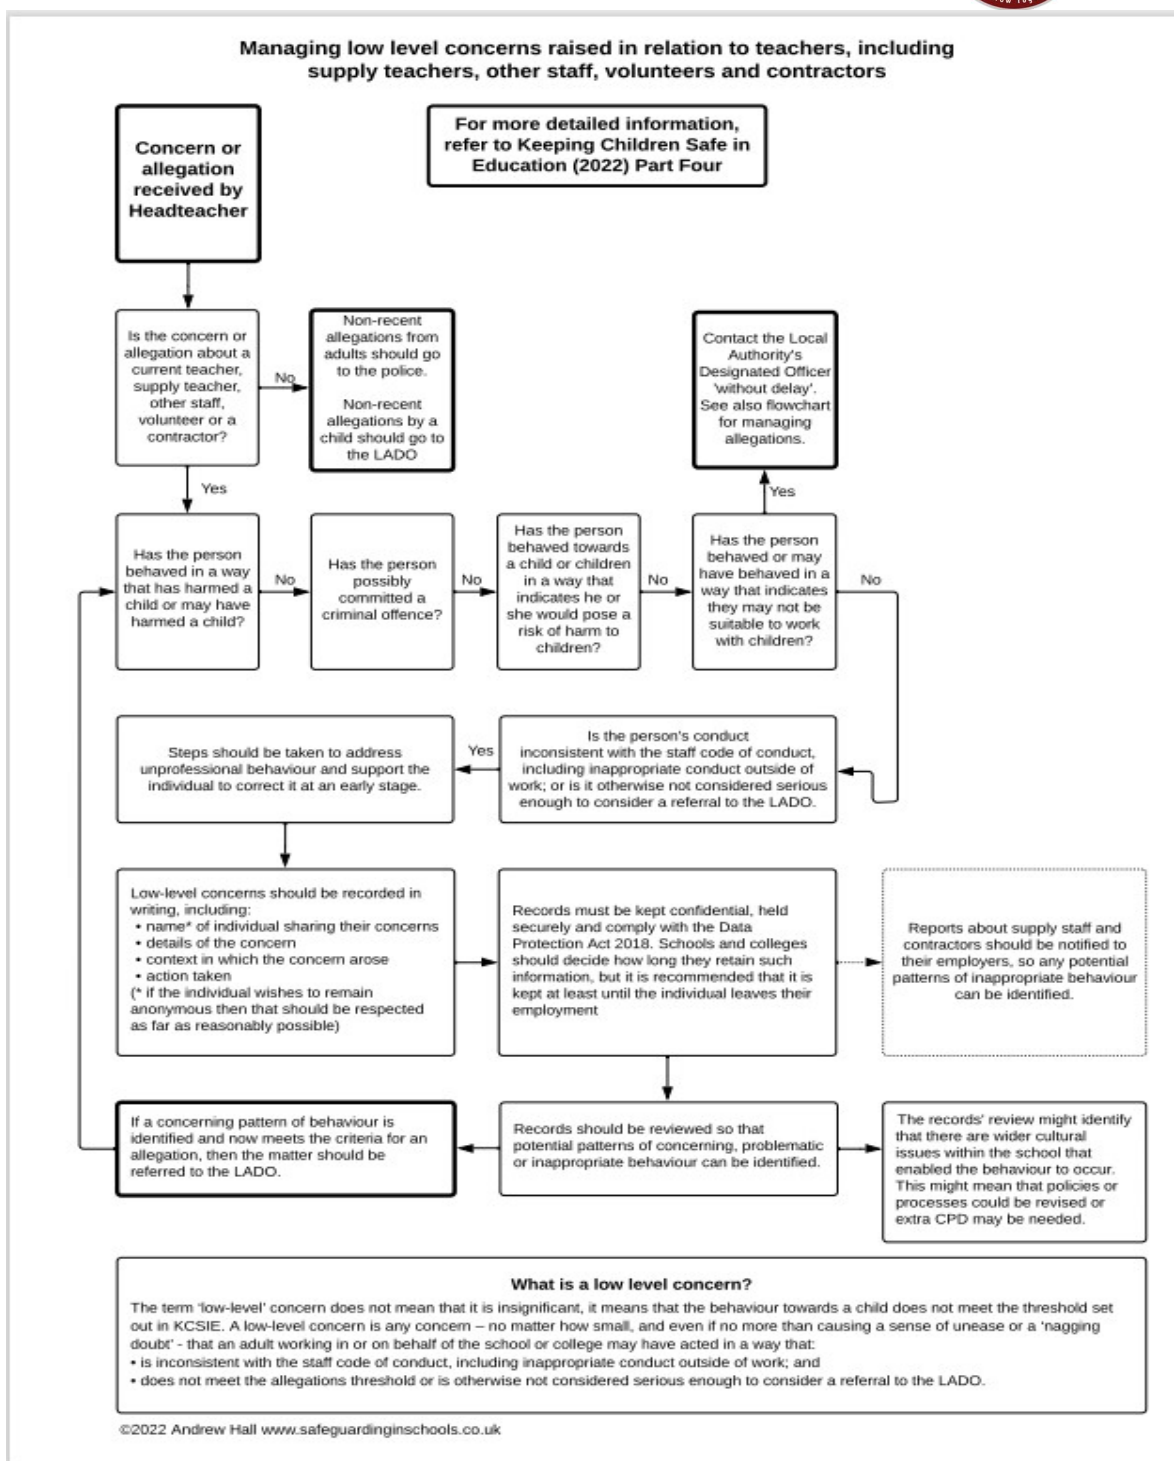 Managing low level concerns raised in relation to teachers, including
supply teachers, other staff, volunteers and contractors
Concern or
allegation
received by
Headteacher
For more detailed information,
refer to Keeping Children Safe in
Education (2022) Part Four
Is the concern or
allegation about a
current teacher,
supply teacher,
other staff,
volunteer or a
contractor?
No
Non-recent
allegations from
adults should go
to the police.
Non-recent
allegations by a
child should go to
the LADO
Contact the Local
Authority's
Designated Officer
'without delay'.
See also flowchart
for managing
allegations.
Yes
Yes
Has the person
behaved in a way
that has harmed a
child or may have
harmed a child?
No
Has the person
possibly
committed a
criminal offence?
No
Has the person
behaved towards
a child or children
in a way that
indicates he or
she would pose a
risk of harm to
children?
No
Has the person
behaved or may
have behaved in a
way that indicates
they may not be
suitable to work
with children?
No
Steps should be taken to address
unprofessional behaviour and support the
individual to correct it at an early stage.
Yes
Is the person's conduct
inconsistent with the staff code of conduct,
including inappropriate conduct outside of
work; or is it otherwise not considered serious
enough to consider a referral to the LADO.
Low-level concerns should be recorded in
writing, including:
• name* of individual sharing their concerns
• details of the concern
• context in which the concern arose
• action taken
(* if the individual wishes to remain
anonymous then that should be respected
as far as reasonably possible)
Records must be kept confidential, held
securely and comply with the Data
Protection Act 2018. Schools and colleges
should decide how long they retain such
information, but it is recommended that it is
kept at least until the individual leaves their
employment
Reports about supply staff and
contractors should be notified to
their employers, so any potential
patterns of inappropriate behaviour
can be identified.
If a concerning pattern of behaviour is
identified and now meets the criteria for an
allegation, then the matter should be
referred to the LADO.
Records should be reviewed so that
potential patterns of concerning, problematic
or inappropriate behaviour can be identified.
The records' review might identify
that there are wider cultural
issues within the school that
enabled the behaviour to occur.
This might mean that policies or
processes could be revised or
extra CPD may be needed.
What is a low level concern?
The term 'low-level' concern does not mean that it is insignificant, it means that the behaviour towards a child does not meet the threshold set
out in KCSIE. A low-level concern is any concern – no matter how small, and even if no more than causing a sense of unease or a 'nagging
doubt' - that an adult working in or on behalf of the school or college may have acted in a way that:
• is inconsistent with the staff code of conduct, including inappropriate conduct outside of work; and
• does not meet the allegations threshold or is otherwise not considered serious enough to consider a referral to the LADO.
©2022 Andrew Hall www.safeguardinginschools.co.uk